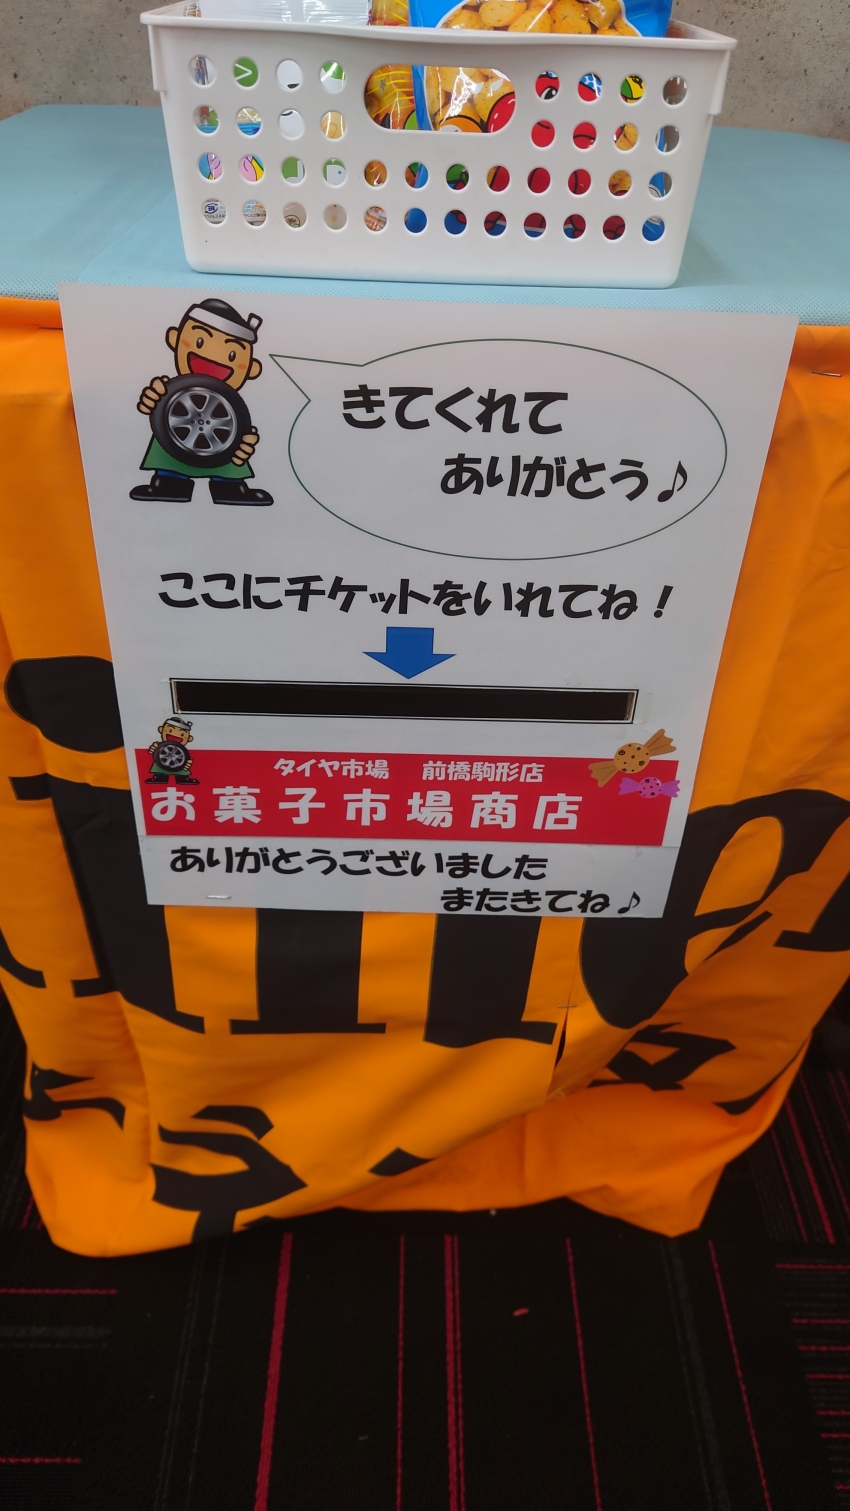 きてくれて
ありがとう♪
ここにチケットをいれてね！
タイヤ市場 前橋駒形店
お菓子市場商店
ありがとうございました
またきてね♪